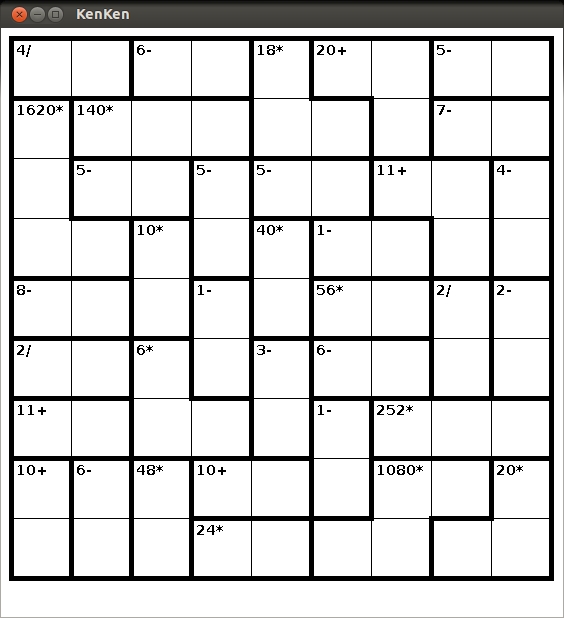 KenKen
4/ 6- 18* 20+ 5-
1620* 140* 7-
5- 5- 5- 11+ 4-
10* 40* 1-
8- 1- 56* 2/ 2-
2/ 6* 3- 6-
11+ 1- 252*
10+ 6- 48* 10+ 1080* 20*
24*